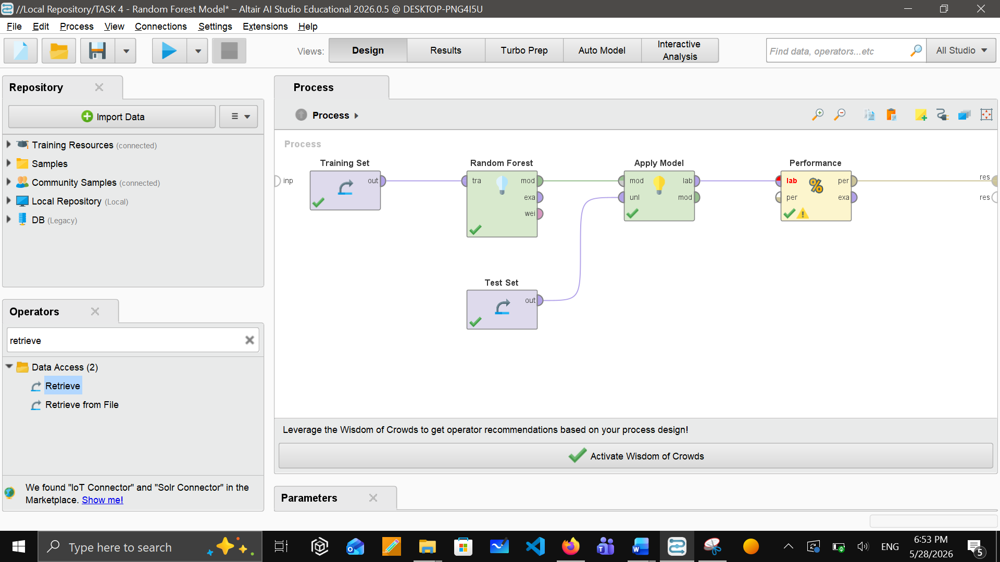 //Local Repository/TASK 4 - Random Forest Model* – Altair AI Studio Educational 2026.0.5 @ DESKTOP-PNG4I5U
File Edit Process View Connections Settings Extensions Help
Views: Design Results Turbo Prep Auto Model Interactive Analysis
Find data, operators...etc
All Studio
Repository
Import Data
Training Resources (connected)
Samples
Community Samples (connected)
Local Repository (Local)
DB (Legacy)
Operators
retrieve
Data Access (2)
Retrieve
Retrieve from File
We found "IoT Connector" and "Solr Connector" in the
Marketplace. Show me!
Process
Process
Process
Training Set
Random Forest
Apply Model
Performance
inp
out
tra mod
exa
wei
mod lab
unl mod
lab per
per exa
res
res
%
Test Set
out
Leverage the Wisdom of Crowds to get operator recommendations based on your process design!
Activate Wisdom of Crowds
Parameters
Type here to search
ENG
6:53 PM
5/28/2026
5